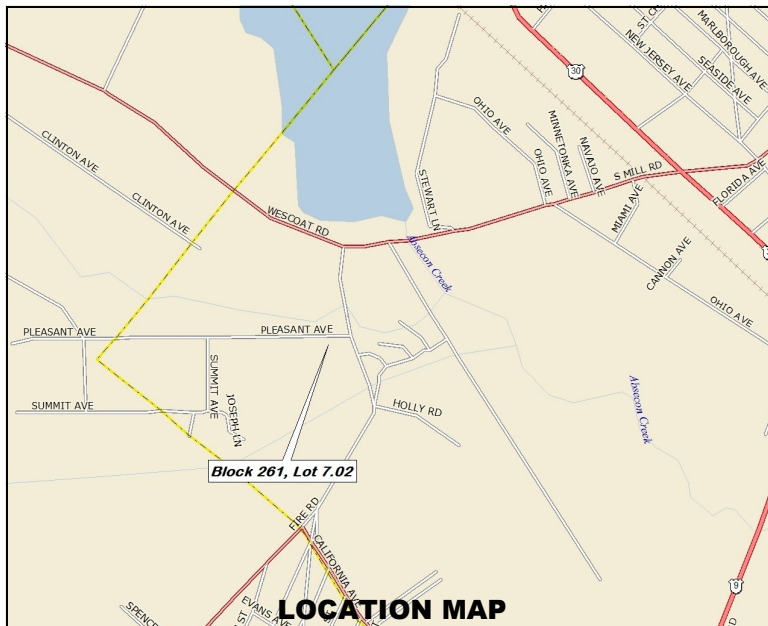 ST C
MARLBOROUGH AVE
NEW JERSEY AVE
SEASIDE AVE
30
OHIO AVE
CLINTON AVE
MINNETONKA AVE
NAVAJO AVE
OHIO AVE
S MILL RD
FLORIDA AVE
CLINTON AVE
STEWART LN
WESCOAT RD
MIAMI AVE
Absecon Creek
CANNON AVE
OHIO AVE
PLEASANT AVE
PLEASANT AVE
SUMMIT AVE
SUMMIT AVE
JOSEPH LN
HOLLY RD
Absecon Creek
Block 261, Lot 7.02
FIRE RD
CALIFORNIA AVE
9
SPENCE
ST
EVANS AVE
LOCATION MAP